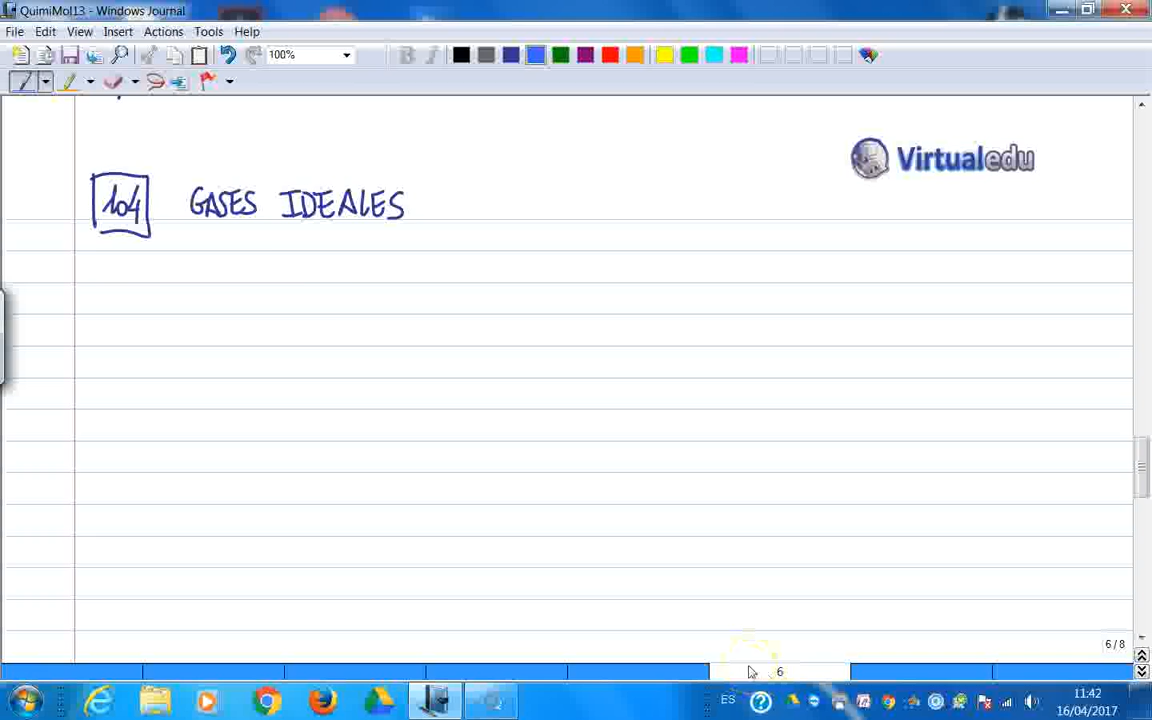 QuimiMol13 - Windows Journal
File Edit View Insert Actions Tools Help
100%
Virtualedu
104 GASES IDEALES
6/8
6
ES
11:42
16/04/2017